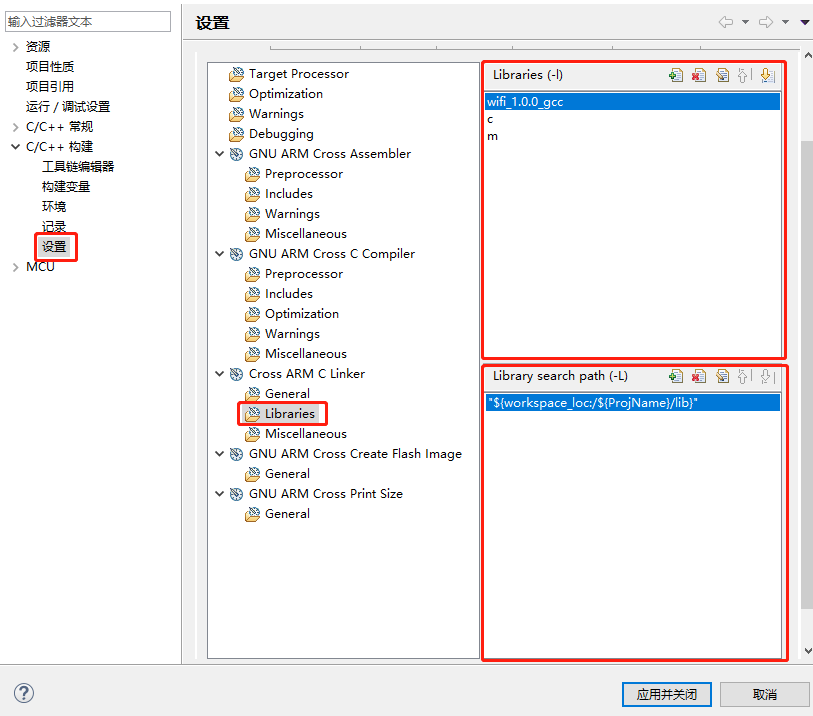 输入过滤器文本
资源
项目性质
项目引用
运行 / 调试设置
C/C++ 常规
C/C++ 构建
工具链编辑器
构建变量
环境
记录
设置
MCU
设置
Target Processor
Optimization
Warnings
Debugging
GNU ARM Cross Assembler
Preprocessor
Includes
Warnings
Miscellaneous
GNU ARM Cross C Compiler
Preprocessor
Includes
Optimization
Warnings
Miscellaneous
Cross ARM C Linker
General
Libraries
Miscellaneous
GNU ARM Cross Create Flash Image
General
GNU ARM Cross Print Size
General
Libraries (-l)
wifi_1.0.0_gcc
c
m
Library search path (-L)
"${workspace_loc:/${ProjName}/lib}"
应用并关闭
取消